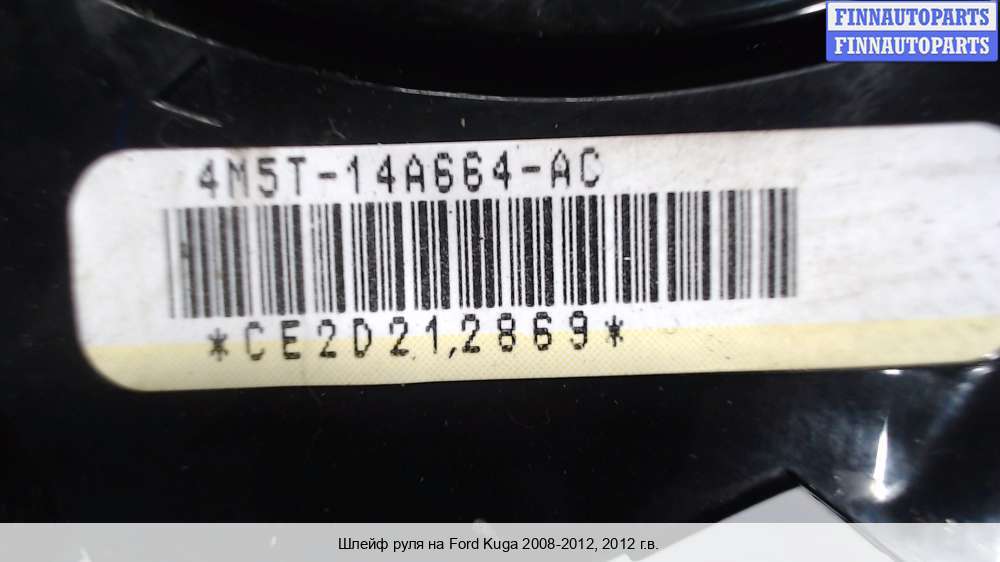 FINNAUTOPARTS
FINNAUTOPARTS
4M5T-14A664-AC
*CE2D21,2869*
Шлейф руля на Ford Kuga 2008-2012, 2012 г.в.